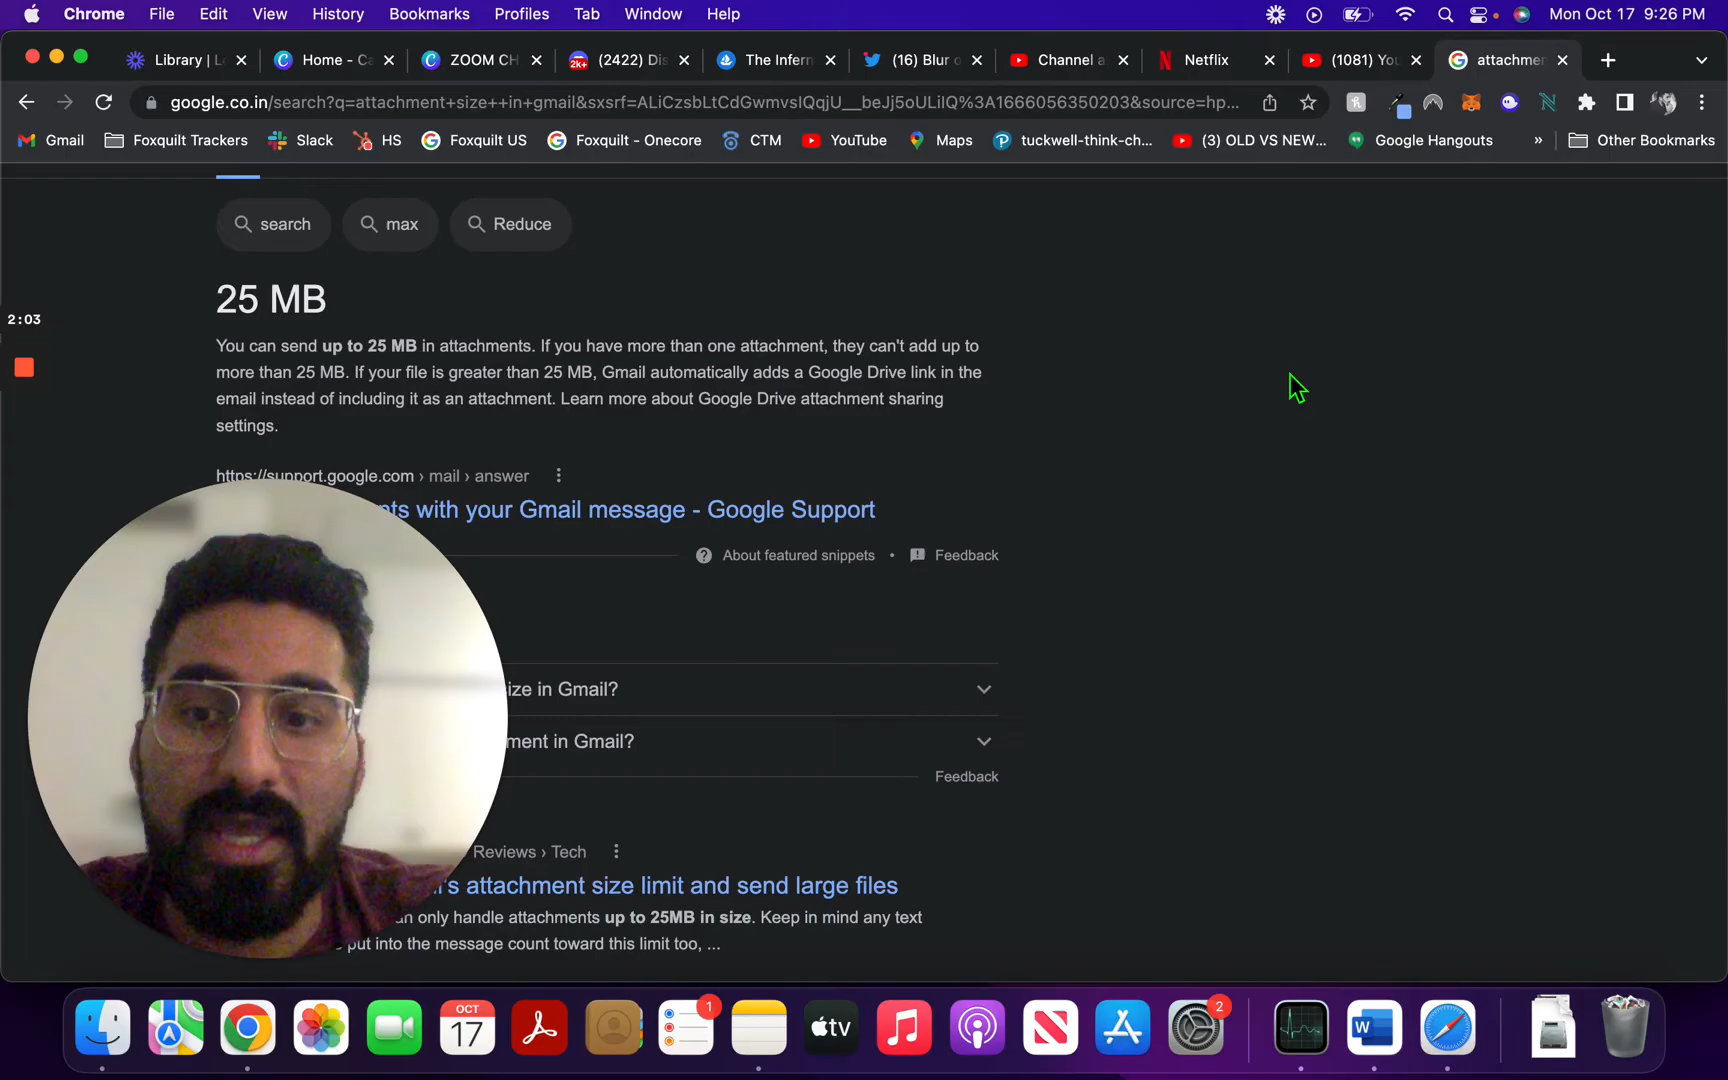 Chrome File Edit View History Bookmarks Profiles Tab Window Help Mon Oct 17 9:26 PM
Library | L Home - Ca ZOOM CH (2422) Dis The Infern (16) Blur o Channel a Netflix (1081) You attachmen
google.co.in/search?q=attachment+size++in+gmail&sxsrf=ALiCzsbLtCdGwmvsIQqjU__beJj5oULiIQ%3A1666056350203&source=hp...
Gmail Foxquilt Trackers Slack HS Foxquilt US Foxquilt - Onecore CTM YouTube Maps tuckwell-think-ch... (3) OLD VS NEW... Google Hangouts » Other Bookmarks
search max Reduce
25 MB
2:03
You can send up to 25 MB in attachments. If you have more than one attachment, they can't add up to
more than 25 MB. If your file is greater than 25 MB, Gmail automatically adds a Google Drive link in the
email instead of including it as an attachment. Learn more about Google Drive attachment sharing
settings.
https://support.google.com › mail › answer
nts with your Gmail message - Google Support
About featured snippets • Feedback
ize in Gmail?
ment in Gmail?
Feedback
Reviews › Tech
's attachment size limit and send large files
an only handle attachments up to 25MB in size. Keep in mind any text
put into the message count toward this limit too, ...
OCT
17
1
tv
2
W